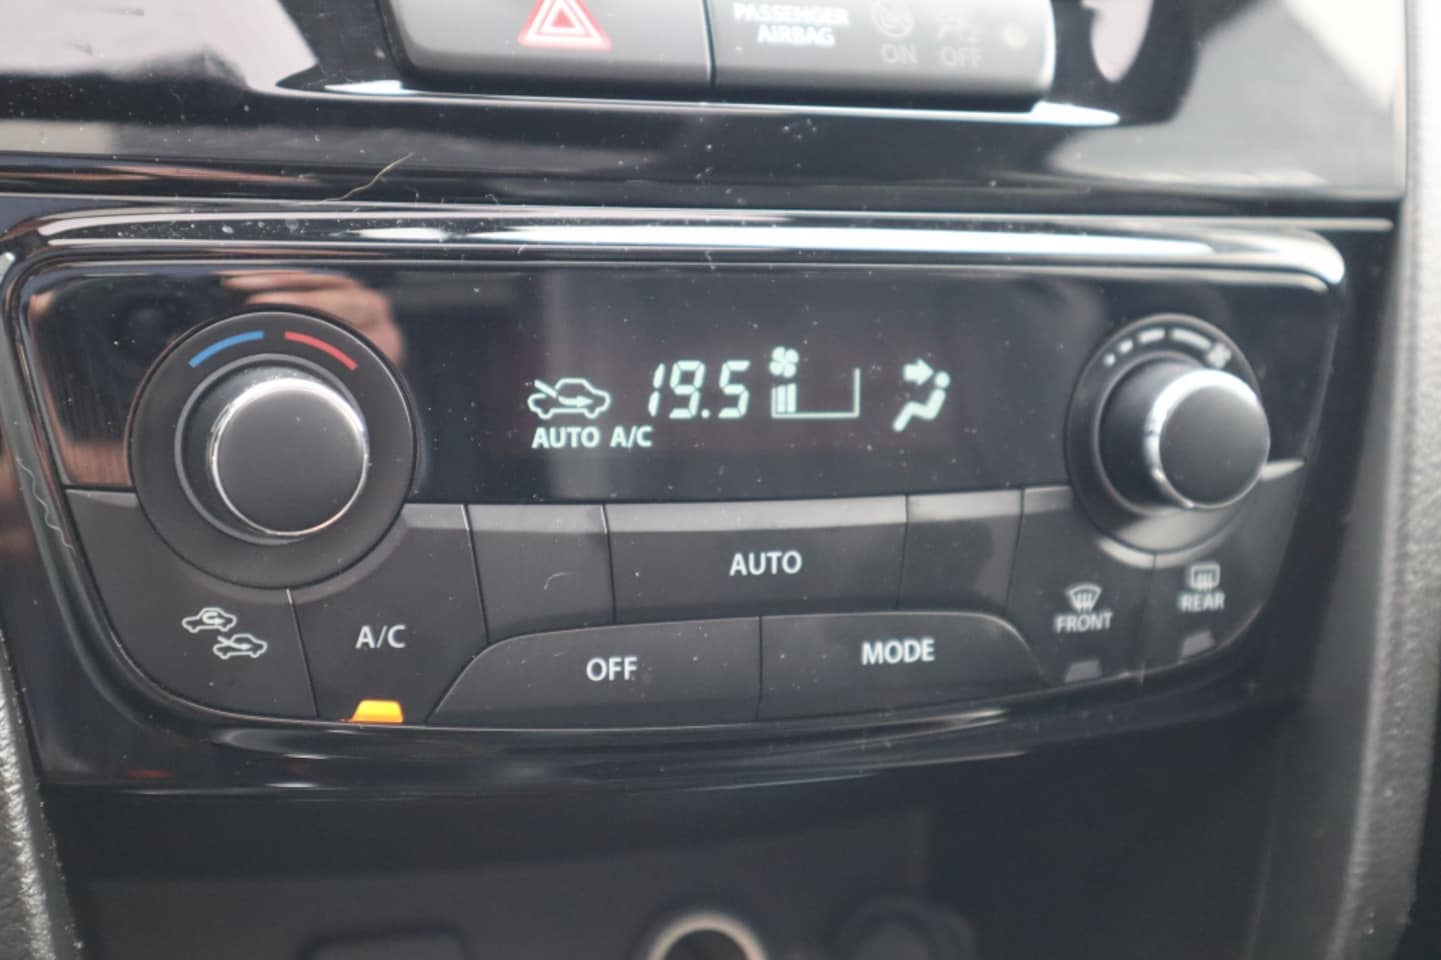 PASSENGER
AIRBAG
ON OFF
19.5
AUTO A/C
AUTO
A/C
OFF
MODE
FRONT
REAR